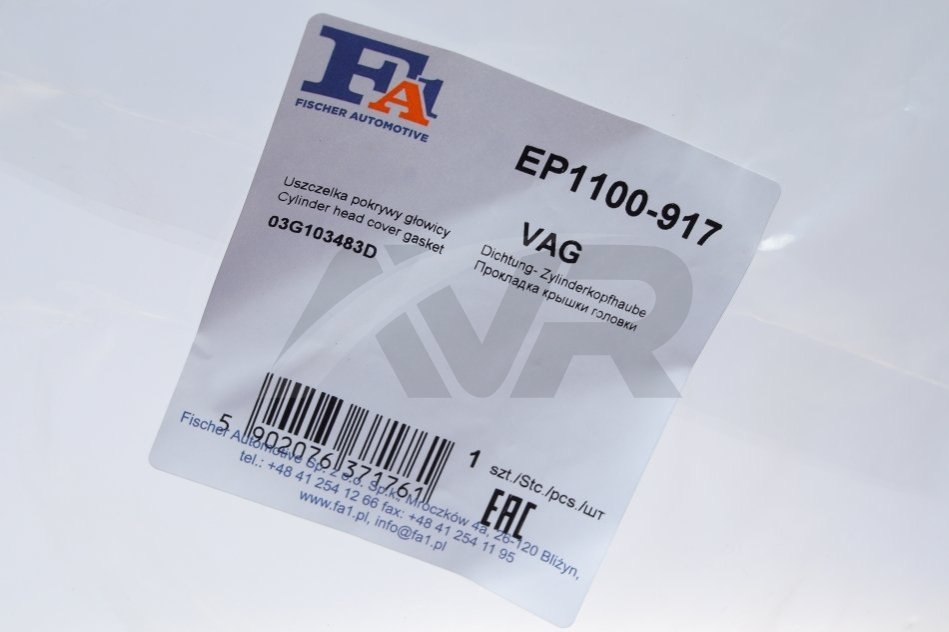 FA1
FISCHER AUTOMOTIVE
EP1100-917
Uszczelka pokrywy głowicy
Cylinder head cover gasket
03G103483D
VAG
Dichtung- Zylinderkopfhaube
Прокладка крышки головки
AVR
5 902076 371761
1 szt./Stc./pcs./шт
Fischer Automotive Sp. z o.o. Sp.k., Mroczków 4a, 26-120 Bliżyn,
tel.: +48 41 254 12 66 fax: +48 41 254 11 95
www.fa1.pl, info@fa1.pl
EAC